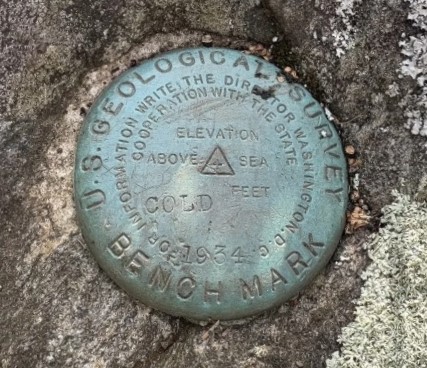 U.S. GEOLOGICAL SURVEY
FOR INFORMATION WRITE THE DIRECTOR WASHINGTON, D.C.
COOPERATION WITH THE STATE
ELEVATION
ABOVE SEA
FEET
COLD
1934
BENCH MARK